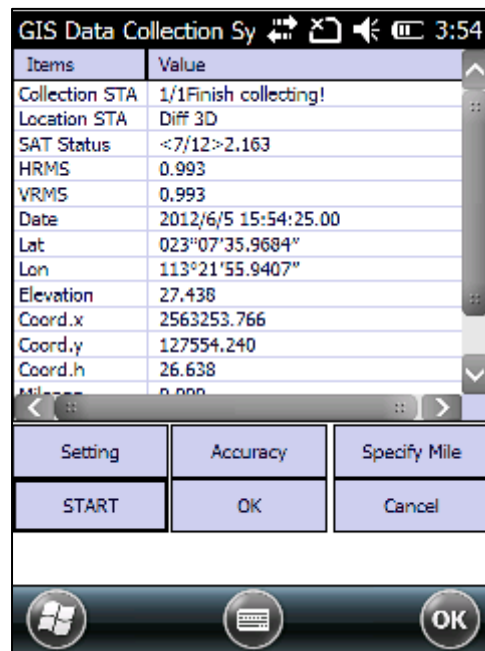 GIS Data Collection Sy 3:54
Items Value
Collection STA 1/1Finish collecting!
Location STA Diff 3D
SAT Status <7/12>2.163
HRMS 0.993
VRMS 0.993
Date 2012/6/5 15:54:25.00
Lat 023°07'35.9684"
Lon 113°21'55.9407"
Elevation 27.438
Coord.x 2563253.766
Coord.y 127554.240
Coord.h 26.638
Setting Accuracy Specify Mile
START OK Cancel
OK